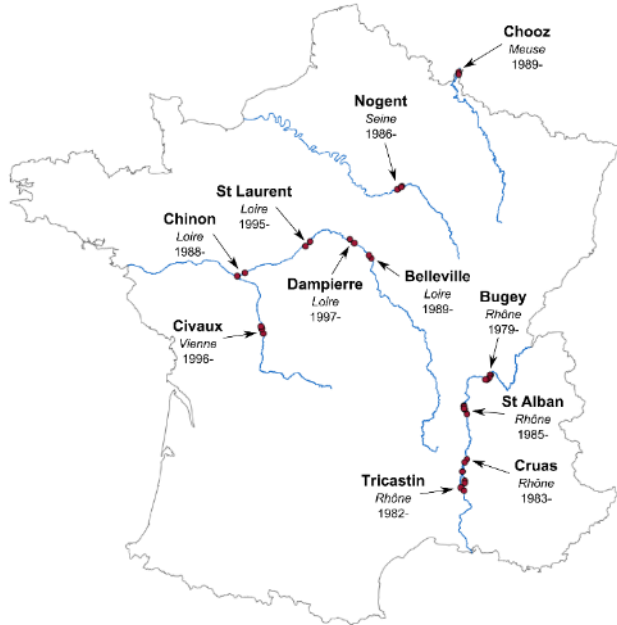 Chooz
Meuse
1989-
Nogent
Seine
1986-
St Laurent
Loire
1995-
Chinon
Loire
1988-
Dampierre
Loire
1997-
Belleville
Loire
1989-
Bugey
Rhône
1979-
Civaux
Vienne
1996-
St Alban
Rhône
1985-
Cruas
Rhône
1983-
Tricastin
Rhône
1982-